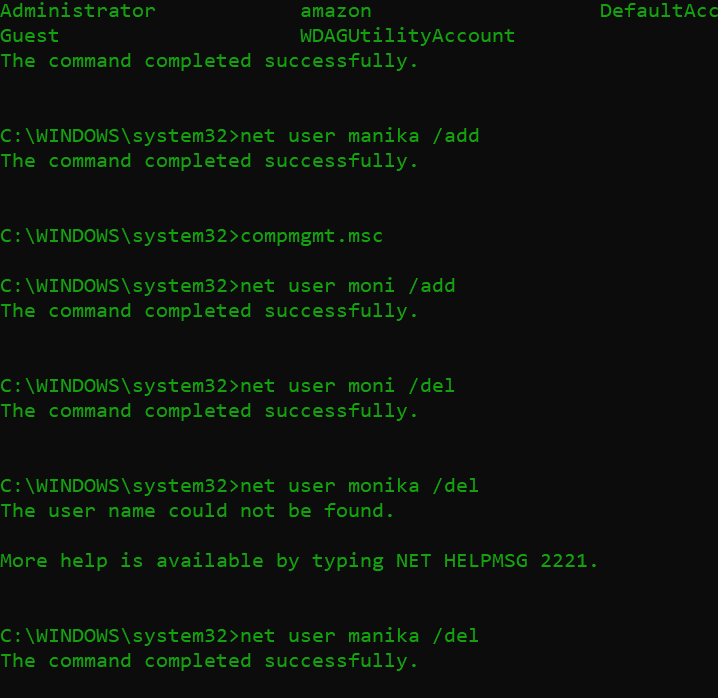 Administrator            amazon                   DefaultAcc
Guest                    WDAGUtilityAccount
The command completed successfully.
C:\WINDOWS\system32>net user manika /add
The command completed successfully.
C:\WINDOWS\system32>compmgmt.msc
C:\WINDOWS\system32>net user moni /add
The command completed successfully.
C:\WINDOWS\system32>net user moni /del
The command completed successfully.
C:\WINDOWS\system32>net user monika /del
The user name could not be found.
More help is available by typing NET HELPMSG 2221.
C:\WINDOWS\system32>net user manika /del
The command completed successfully.